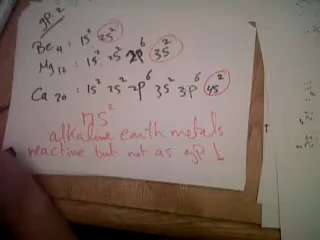 gp. 2
Be 4 : 1s² 2s²
Mg 12 : 1s² 2s² 2p⁶ 3s²
Ca 20 : 1s² 2s² 2p⁶ 3s² 3p⁶ 4s²
ns²
alkaline earth metals
reactive but not as gp. 1